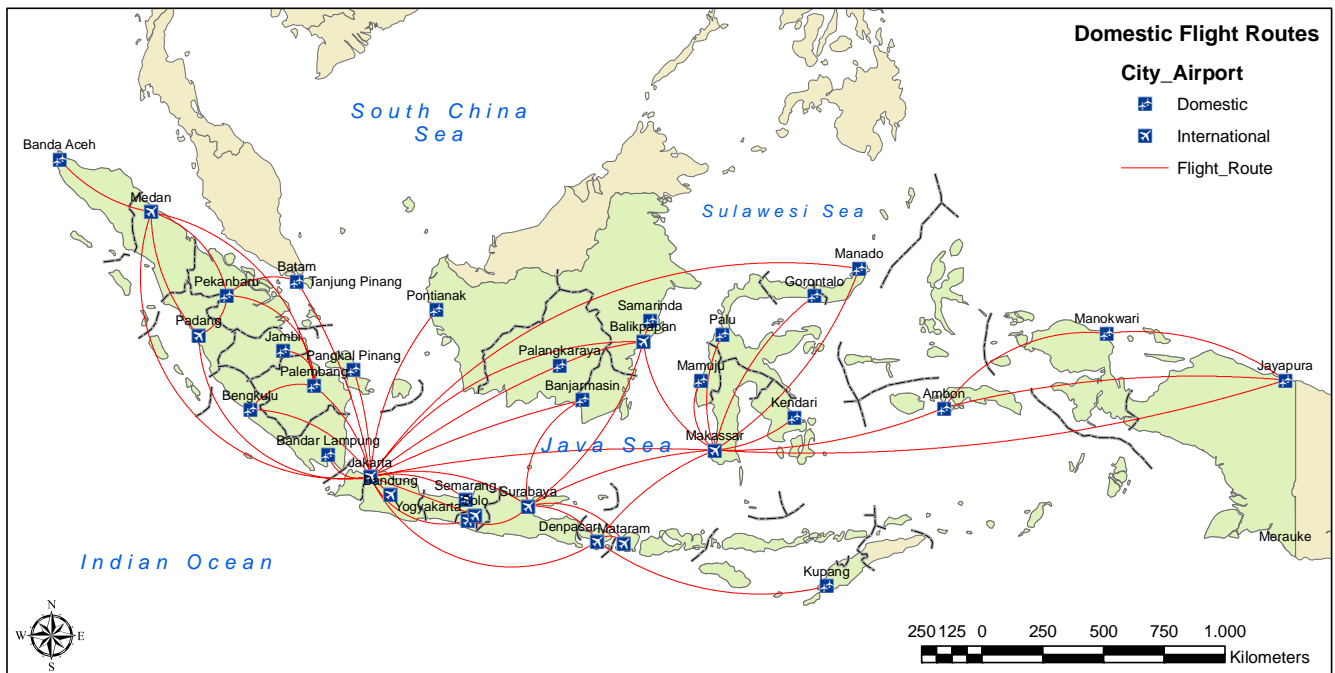 Domestic Flight Routes
City_Airport
Domestic
International
Flight_Route
South China
Sea
Banda Aceh
Medan
Sulawesi Sea
Manado
Batam
Tanjung Pinang
Pekanbaru
Gorontalo
Pontianak
Samarinda
Padang
Balikpapan
Palu
Manokwari
Jambi
Pangkal Pinang
Palangkaraya
Mamuju
Jayapura
Palembang
Banjarmasin
Bengkulu
Ambon
Kendari
Bandar Lampung
Java Sea
Makassar
Jakarta
Bandung
Semarang
Solo
Surabaya
Yogyakarta
Denpasar
Mataram
Merauke
Indian Ocean
Kupang
N
W
E
S
250 125 0 250 500 750 1.000
Kilometers